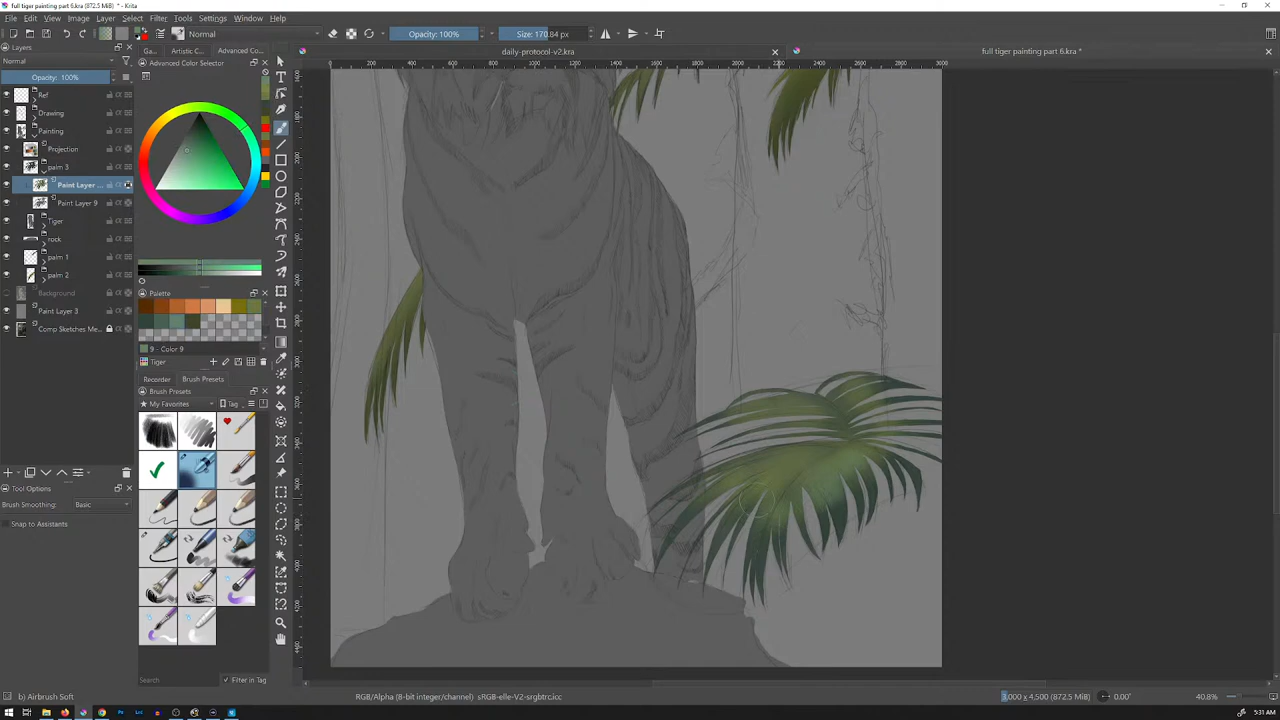 full tiger painting part 6.kra (872.5 MiB) * - Krita
File Edit View Image Layer Select Filter Tools Settings Window Help
Normal Opacity: 100% Size: 170.84 px
Layers
Ga... Artistic C... Advanced Co...
daily-protocol-v2.kra
full tiger painting part 6.kra *
Normal
Advanced Color Selector
Opacity: 100%
Ref
Drawing
Painting
Projection
palm 3
Paint Layer ...
Paint Layer 9
Tiger
rock
palm 1
palm 2
Background
Paint Layer 3
Comp Sketches Me...
Palette
9 - Color 9
Tiger
Recorder Brush Presets
Brush Presets
My Favorites Tag
Tool Options
Brush Smoothing: Basic
Snap to Assistants
Search Filter in Tag
b) Airbrush Soft
RGB/Alpha (8-bit integer/channel) sRGB-elle-V2-srgbtrc.icc
3,000 x 4,500 (872.5 MiB)
0.00°
40.8%
5:31 AM